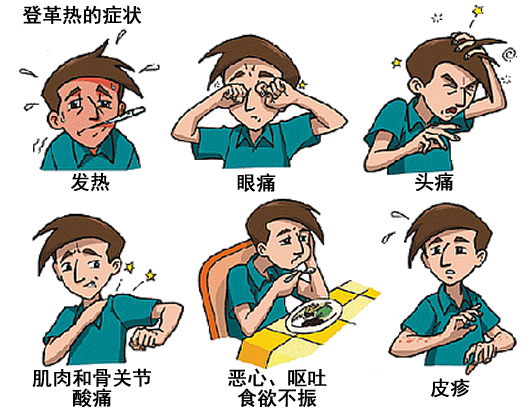 登革热的症状
发热
眼痛
头痛
肌肉和骨关节
酸痛
恶心、呕吐
食欲不振
皮疹